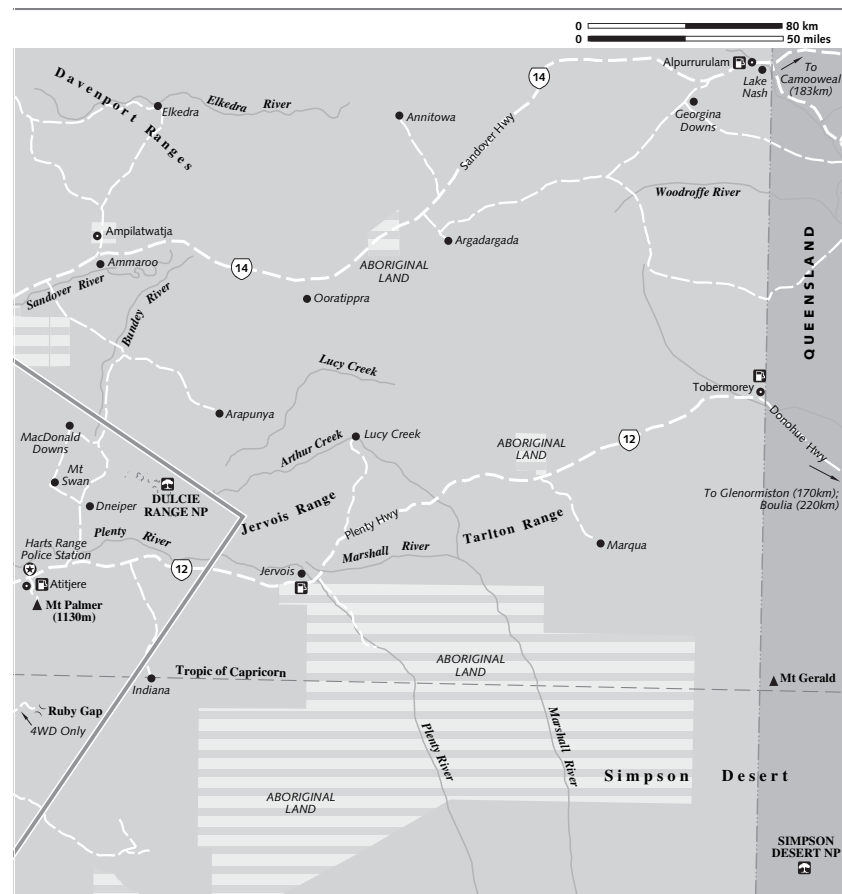 0 80 km
0 50 miles
Alpurrurulam
To
Camooweal
(183km)
Lake
Nash
14
Davenport Ranges
Elkedra River
Elkedra
Annitowa
Georgina
Downs
Sandover Hwy
Woodroffe River
Ampilatwatja
Argadargada
Ammaroo
14
ABORIGINAL
LAND
QUEENSLAND
Sandover River
Bundey River
Ooratippra
Lucy Creek
Tobermorey
Arapunya
Donohue Hwy
MacDonald
Downs
Arthur Creek
Lucy Creek
ABORIGINAL
LAND
12
Mt
Swan
DULCIE
RANGE NP
To Glenormiston (170km);
Boulia (220km)
Dneiper
Jervois Range
Plenty Hwy
Tarlton Range
Plenty River
Harts Range
Police Station
Marshall River
Marqua
12
Jervois
Atitjere
Mt Palmer
(1130m)
ABORIGINAL
LAND
Tropic of Capricorn
Mt Gerald
Indiana
Ruby Gap
4WD Only
Plenty River
Marshall River
Simpson Desert
ABORIGINAL
LAND
SIMPSON
DESERT NP